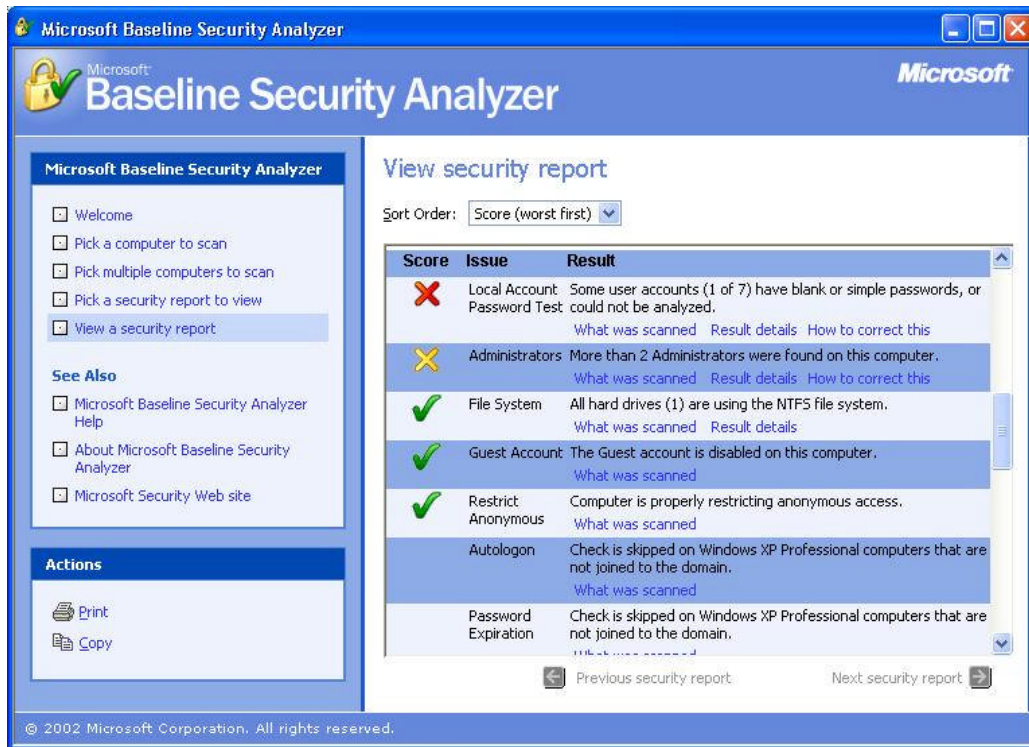 Microsoft Baseline Security Analyzer
Microsoft
Baseline Security Analyzer
Microsoft
Microsoft Baseline Security Analyzer
Welcome
Pick a computer to scan
Pick multiple computers to scan
Pick a security report to view
View a security report
See Also
Microsoft Baseline Security Analyzer
Help
About Microsoft Baseline Security
Analyzer
Microsoft Security Web site
Actions
Print
Copy
View security report
Sort Order: Score (worst first)
Score Issue Result
Local Account Some user accounts (1 of 7) have blank or simple passwords, or
Password Test could not be analyzed.
What was scanned Result details How to correct this
Administrators More than 2 Administrators were found on this computer.
What was scanned Result details How to correct this
File System All hard drives (1) are using the NTFS file system.
What was scanned Result details
Guest Account The Guest account is disabled on this computer.
What was scanned
Restrict Computer is properly restricting anonymous access.
Anonymous What was scanned
Autologon Check is skipped on Windows XP Professional computers that are
not joined to the domain.
What was scanned
Password Check is skipped on Windows XP Professional computers that are
Expiration not joined to the domain.
What was scanned
Previous security report Next security report
© 2002 Microsoft Corporation. All rights reserved.